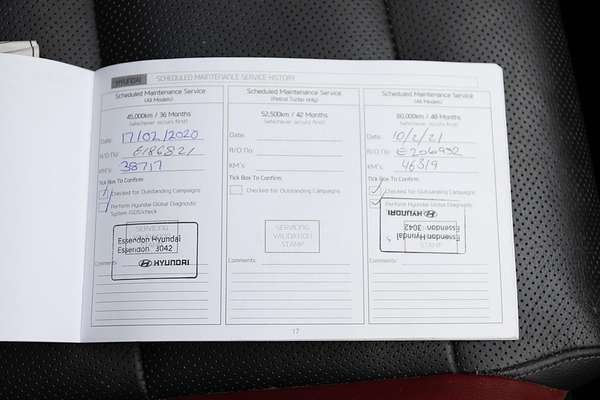 HYUNDAI SCHEDULED MAINTENANCE SERVICE HISTORY
Scheduled Maintenance Service
(All Models)
45,000km / 36 Months
(whichever occurs first)
Date: 17/02/2020
R/O No: E186821
KM's: 38717
Tick Box To Confirm:
Checked for Outstanding Campaigns
Perform Hyundai Global Diagnostic
System (GDS)check
SERVICING
Essendon Hyundai
Essendon 3042
HYUNDAI
Comments:
Scheduled Maintenance Service
(Petrol Turbo only)
52,500km / 42 Months
(whichever occurs first)
Date:
R/O No:
KM's:
Tick Box To Confirm:
Checked for Outstanding Campaigns
SERVICING
VALIDATION
STAMP
Comments:
Scheduled Maintenance Service
(All Models)
60,000km / 48 Months
(whichever occurs first)
Date: 10/2/21
R/O No: E206932
KM's: 46319
Tick Box To Confirm:
Checked for Outstanding Campaigns
Perform Hyundai Global Diagnostic
HYUNDAI
Essendon 3042
Essendon Hyundai
STAMP
Comments:
17